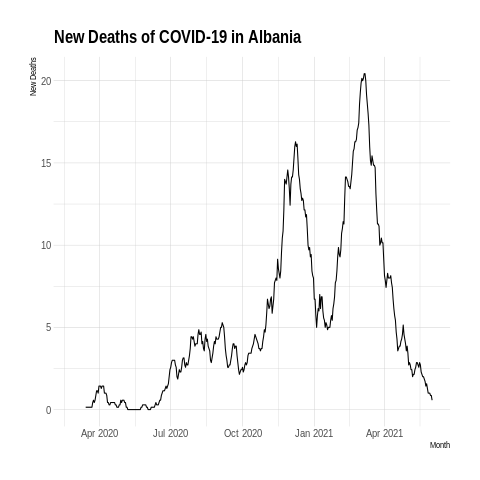 New Deaths of COVID-19 in Albania
New Deaths
20
15
10
5
0
Apr 2020 Jul 2020 Oct 2020 Jan 2021 Apr 2021
Month